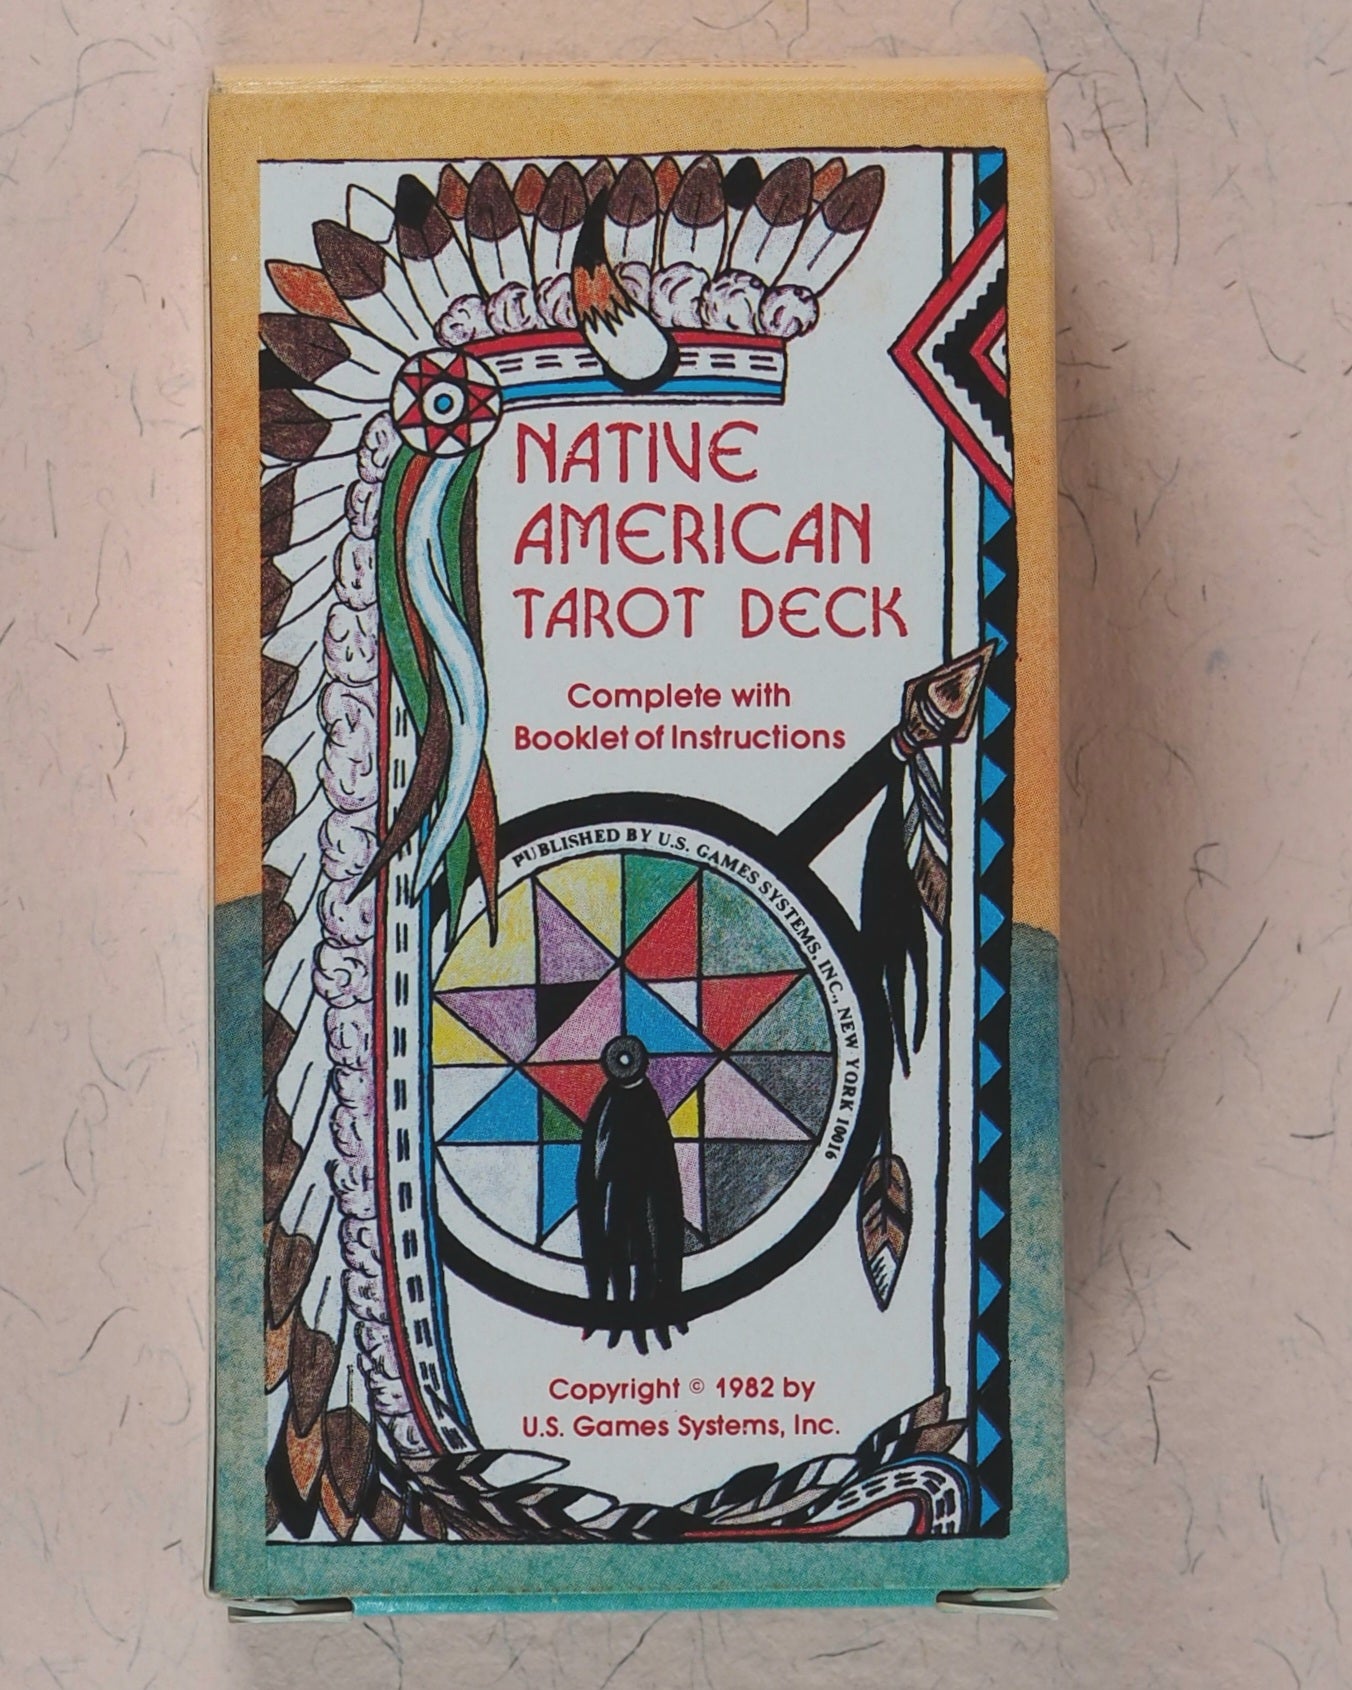 NATIVE
AMERICAN
TAROT DECK
Complete with
Booklet of Instructions
PUBLISHED BY U.S. GAMES SYSTEMS, INC., NEW YORK 10016
Copyright © 1982 by
U.S. Games Systems, Inc.